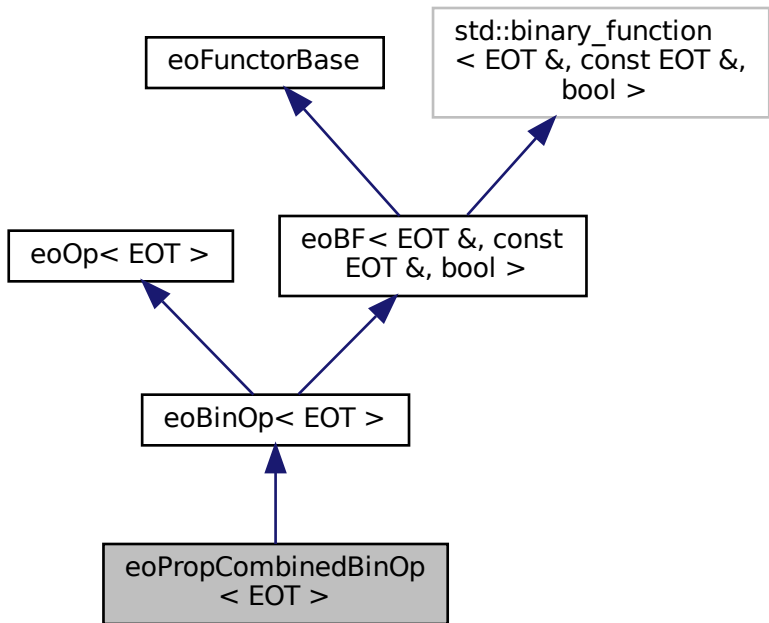 eoFunctorBase
std::binary_function
< EOT &, const EOT &,
bool >
eoOp< EOT >
eoBF< EOT &, const
EOT &, bool >
eoBinOp< EOT >
eoPropCombinedBinOp
< EOT >